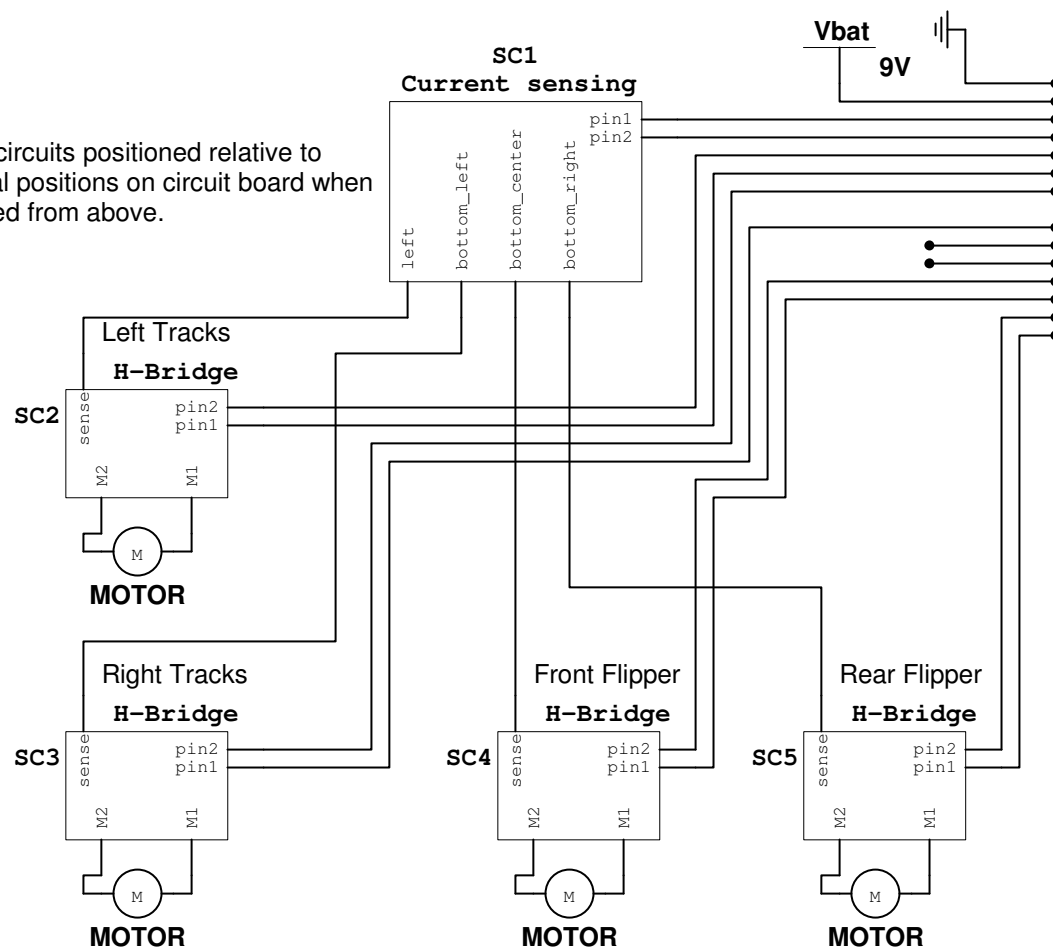 Vbat
9V
SC1
Current sensing
pin1
pin2
left
bottom_left
bottom_center
bottom_right
circuits positioned relative to
al positions on circuit board when
ed from above.
Left Tracks
H-Bridge
SC2
sense
pin2
pin1
M2
M1
M
MOTOR
Right Tracks
H-Bridge
SC3
sense
pin2
pin1
M2
M1
M
MOTOR
Front Flipper
H-Bridge
SC4
sense
pin2
pin1
M2
M1
M
MOTOR
Rear Flipper
H-Bridge
SC5
sense
pin2
pin1
M2
M1
M
MOTOR